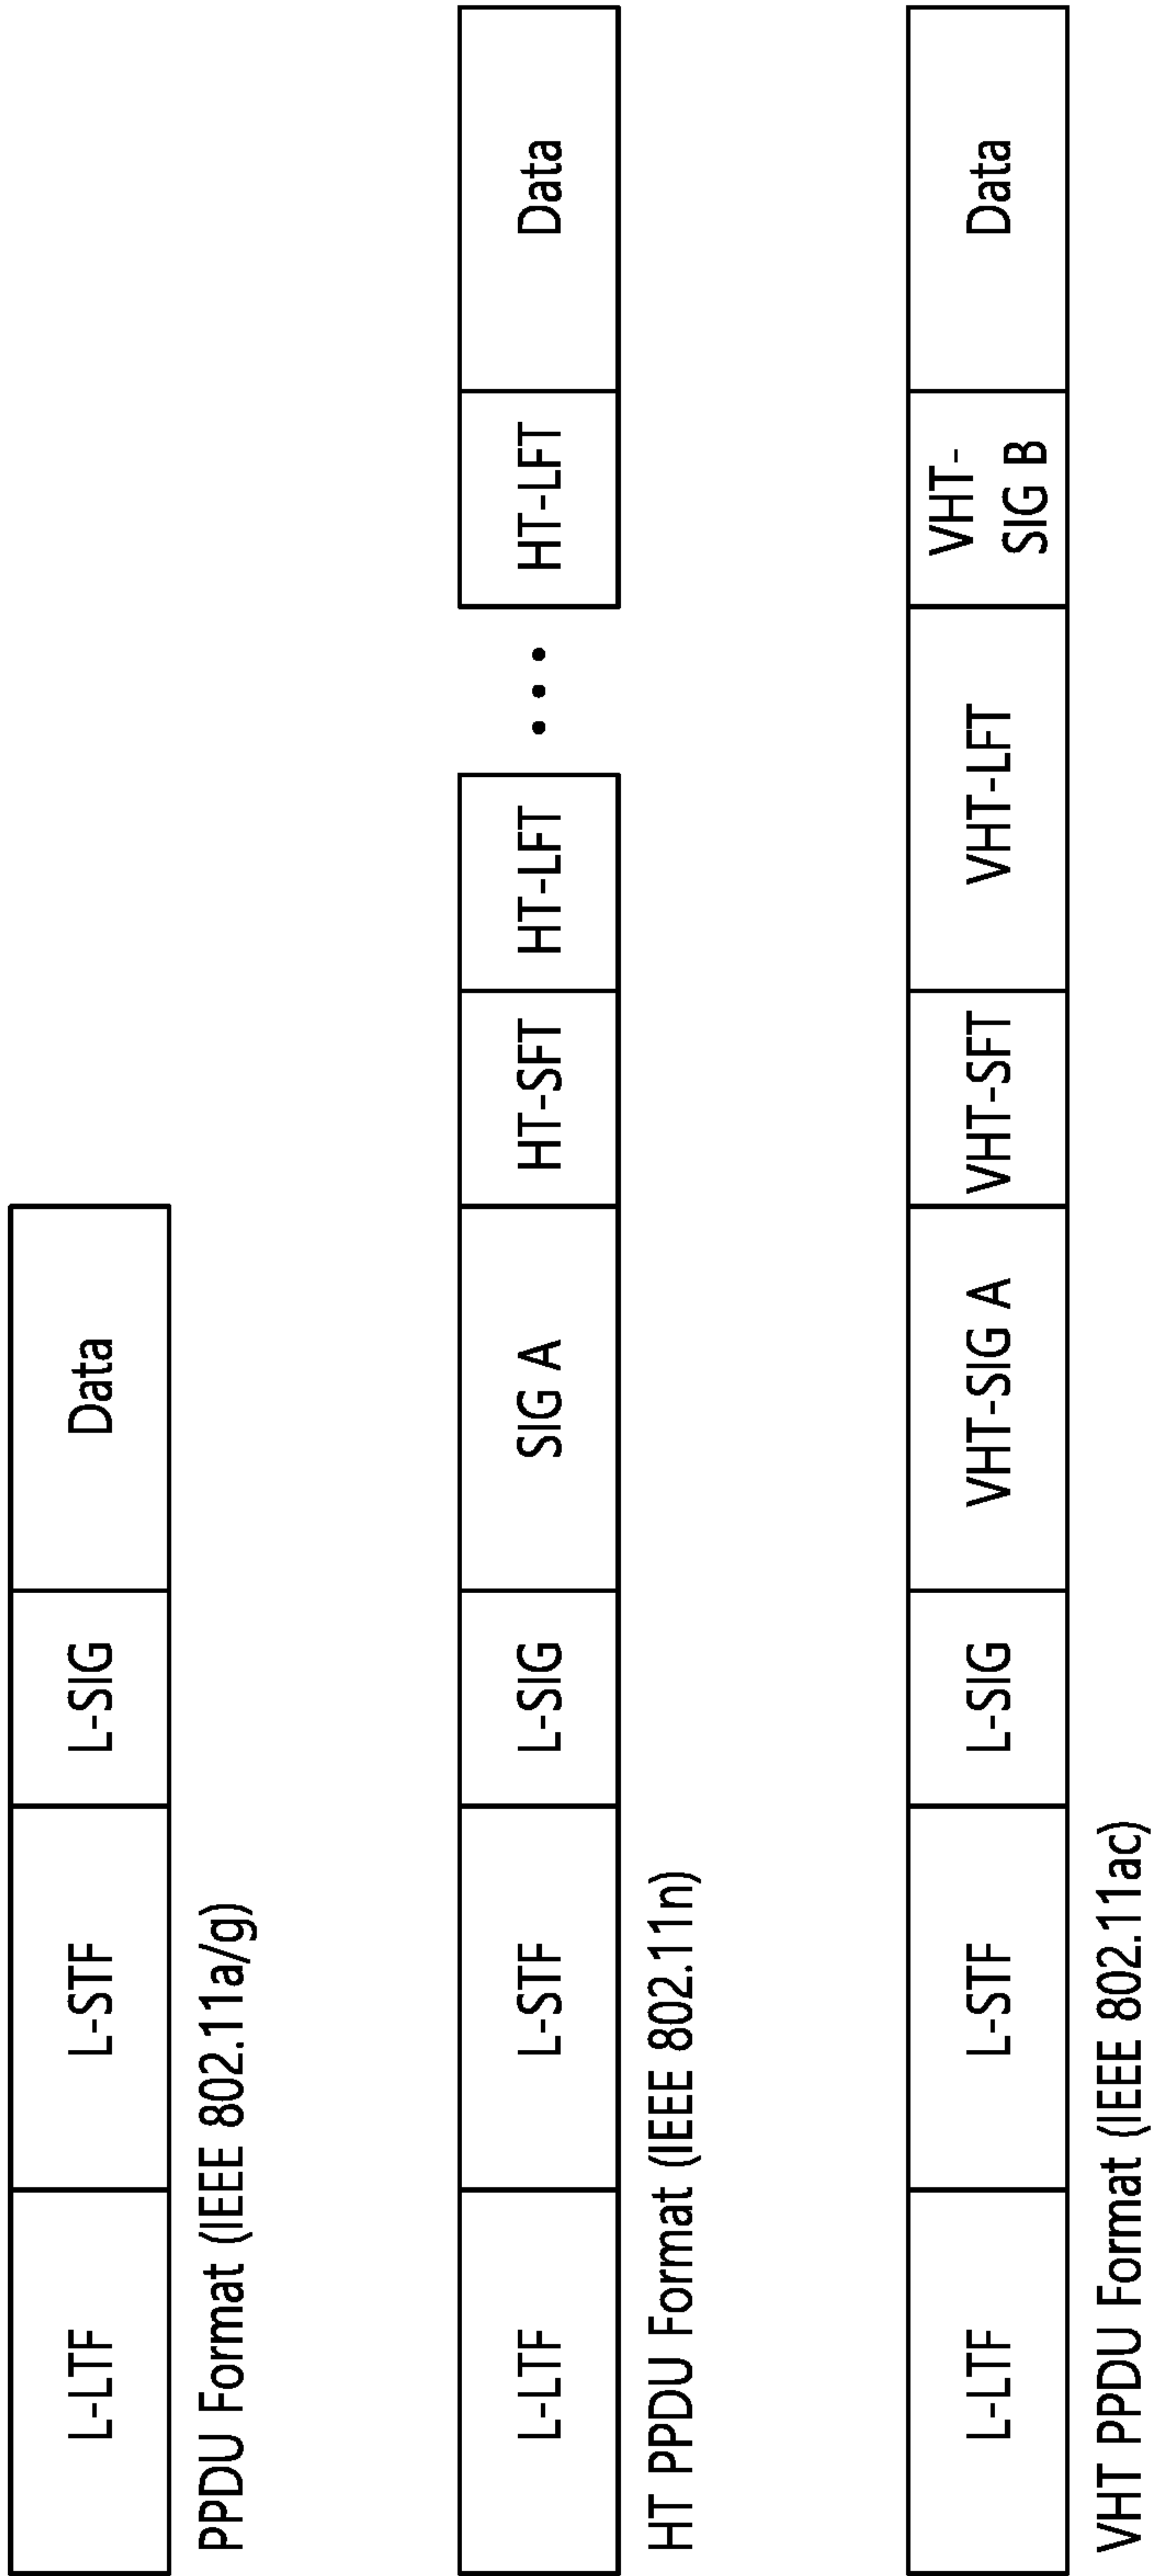 L-LTF L-STF L-SIG Data
PPDU Format (IEEE 802.11a/g)
L-LTF L-STF L-SIG SIG A HT-SFT HT-LFT ••• HT-LFT Data
HT PPDU Format (IEEE 802.11n)
L-LTF L-STF L-SIG VHT-SIG A VHT-SFT VHT-LFT VHT-
SIG B Data
VHT PPDU Format (IEEE 802.11ac)